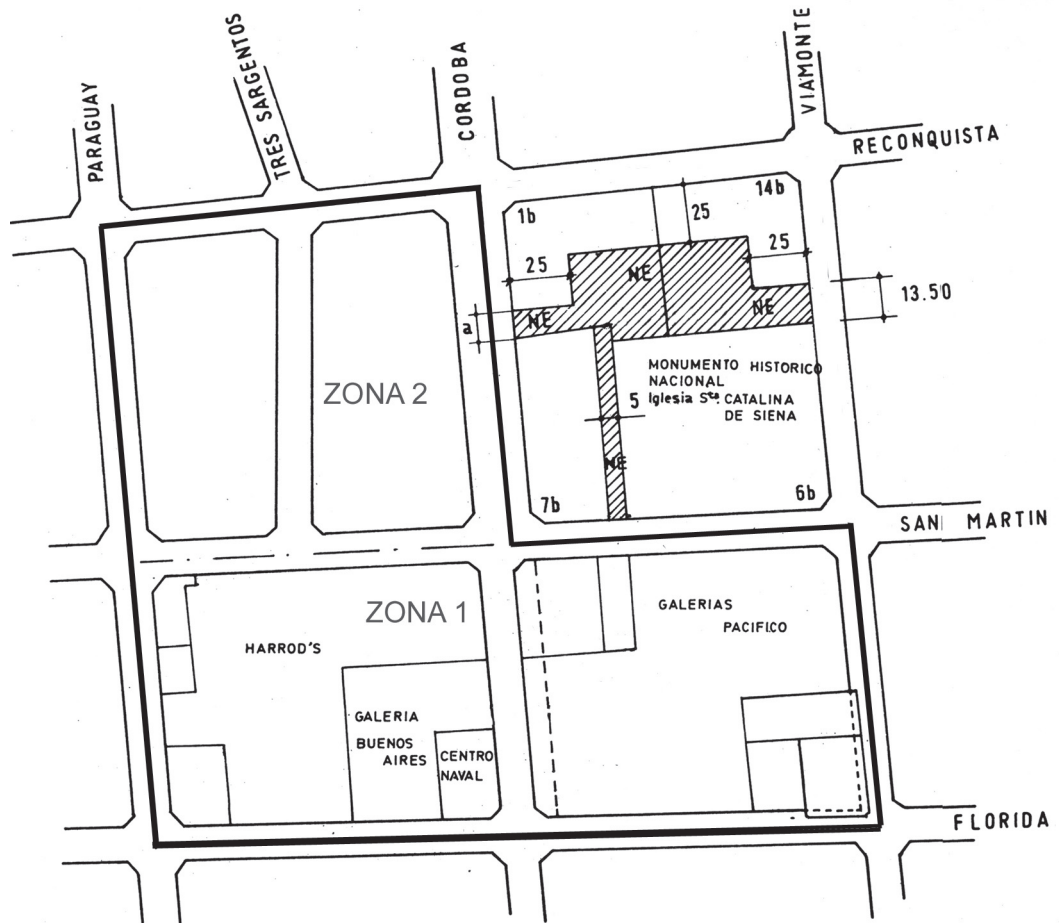 PARAGUAY
TRES SARGENTOS
CORDOBA
VIAMONTE
RECONQUISTA
1b
14b
25
25
25
NE
NE
NE
13.50
a
MONUMENTO HISTORICO
NACIONAL
Iglesia Sta. CATALINA
DE SIENA
ZONA 2
5
NE
7b
6b
SAN MARTIN
ZONA 1
GALERIAS
PACIFICO
HARROD'S
GALERIA
BUENOS
AIRES
CENTRO
NAVAL
FLORIDA